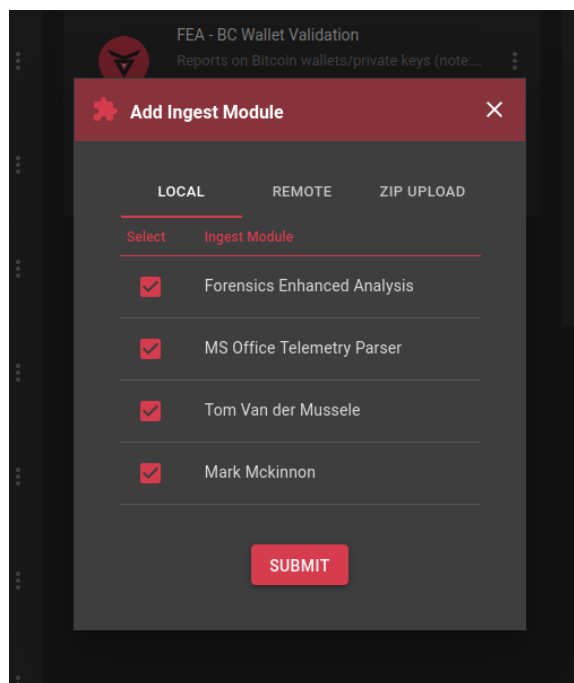 FEA - BC Wallet Validation
Reports on Bitcoin wallets/private keys (note:...
Add Ingest Module
LOCAL REMOTE ZIP UPLOAD
Select Ingest Module
Forensics Enhanced Analysis
MS Office Telemetry Parser
Tom Van der Mussele
Mark Mckinnon
SUBMIT